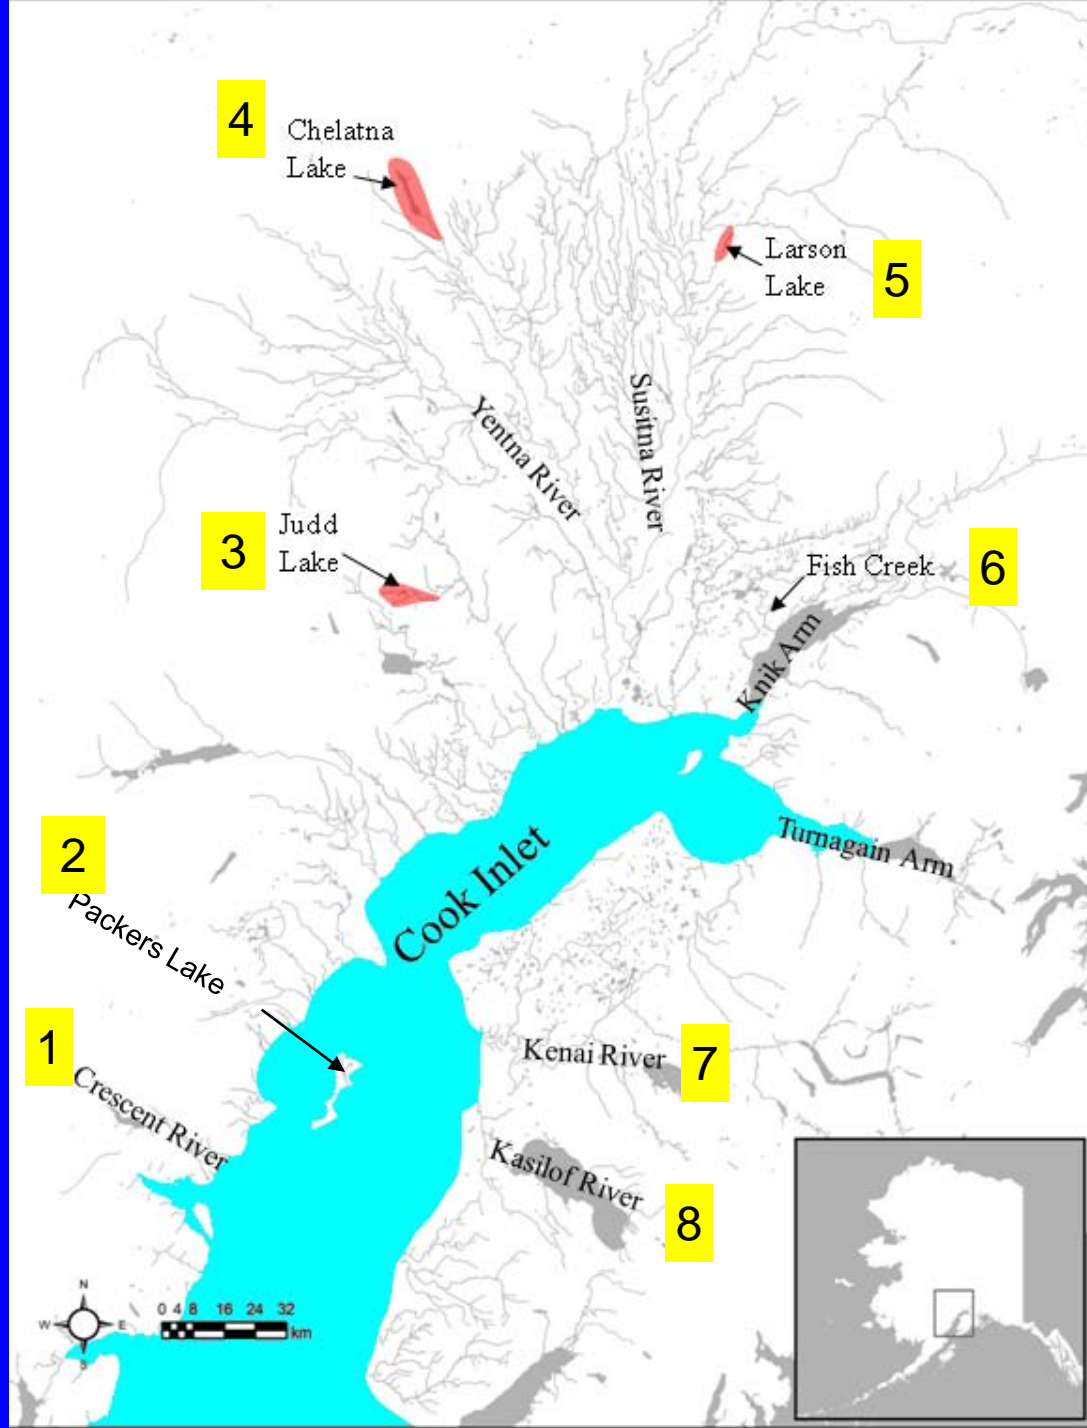 4
Chelatna
Lake
Larson
Lake
5
Yentna River
Susitna River
3
Judd
Lake
Fish Creek
6
Knik Arm
Turnagain Arm
2
Packers Lake
Cook Inlet
1
Crescent River
Kenai River
7
Kasilof River
8
N
W
E
S
0 4 8 16 24 32
km